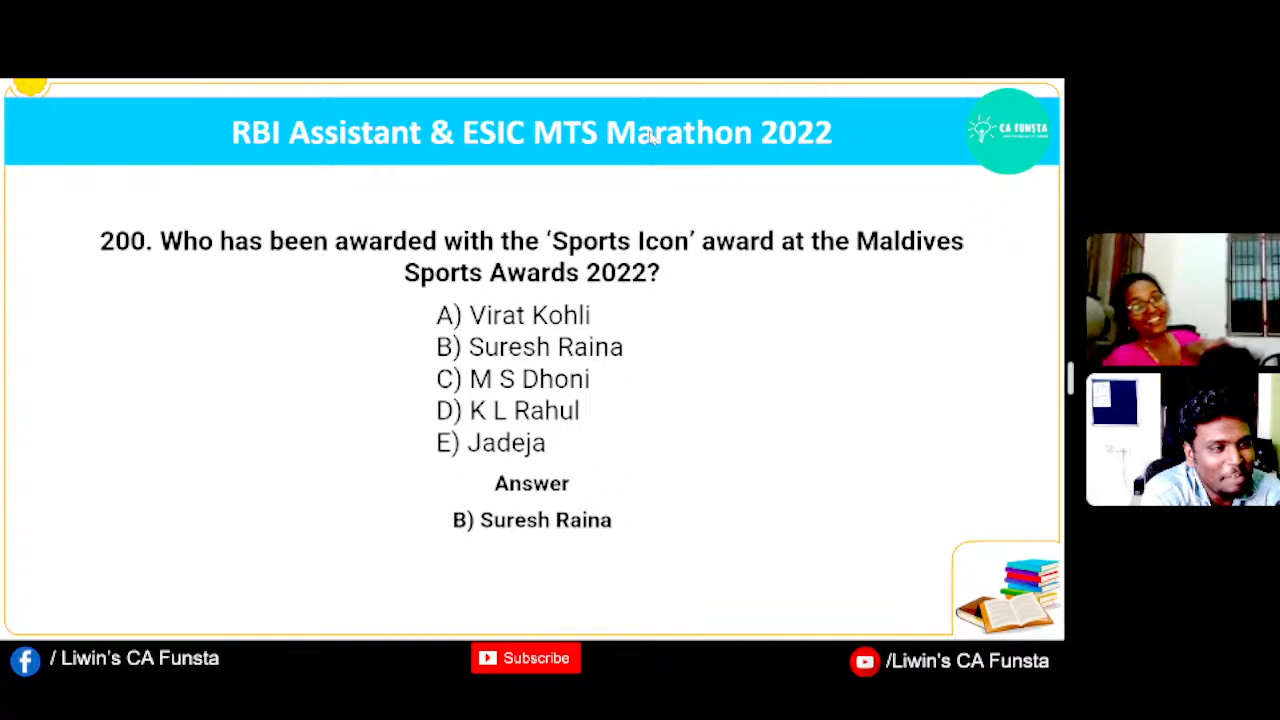 RBI Assistant & ESIC MTS Marathon 2022
CA FUNSTA
200. Who has been awarded with the ‘Sports Icon’ award at the Maldives
Sports Awards 2022?
A) Virat Kohli
B) Suresh Raina
C) M S Dhoni
D) K L Rahul
E) Jadeja
Answer
B) Suresh Raina
/ Liwin's CA Funsta
Subscribe
/Liwin's CA Funsta